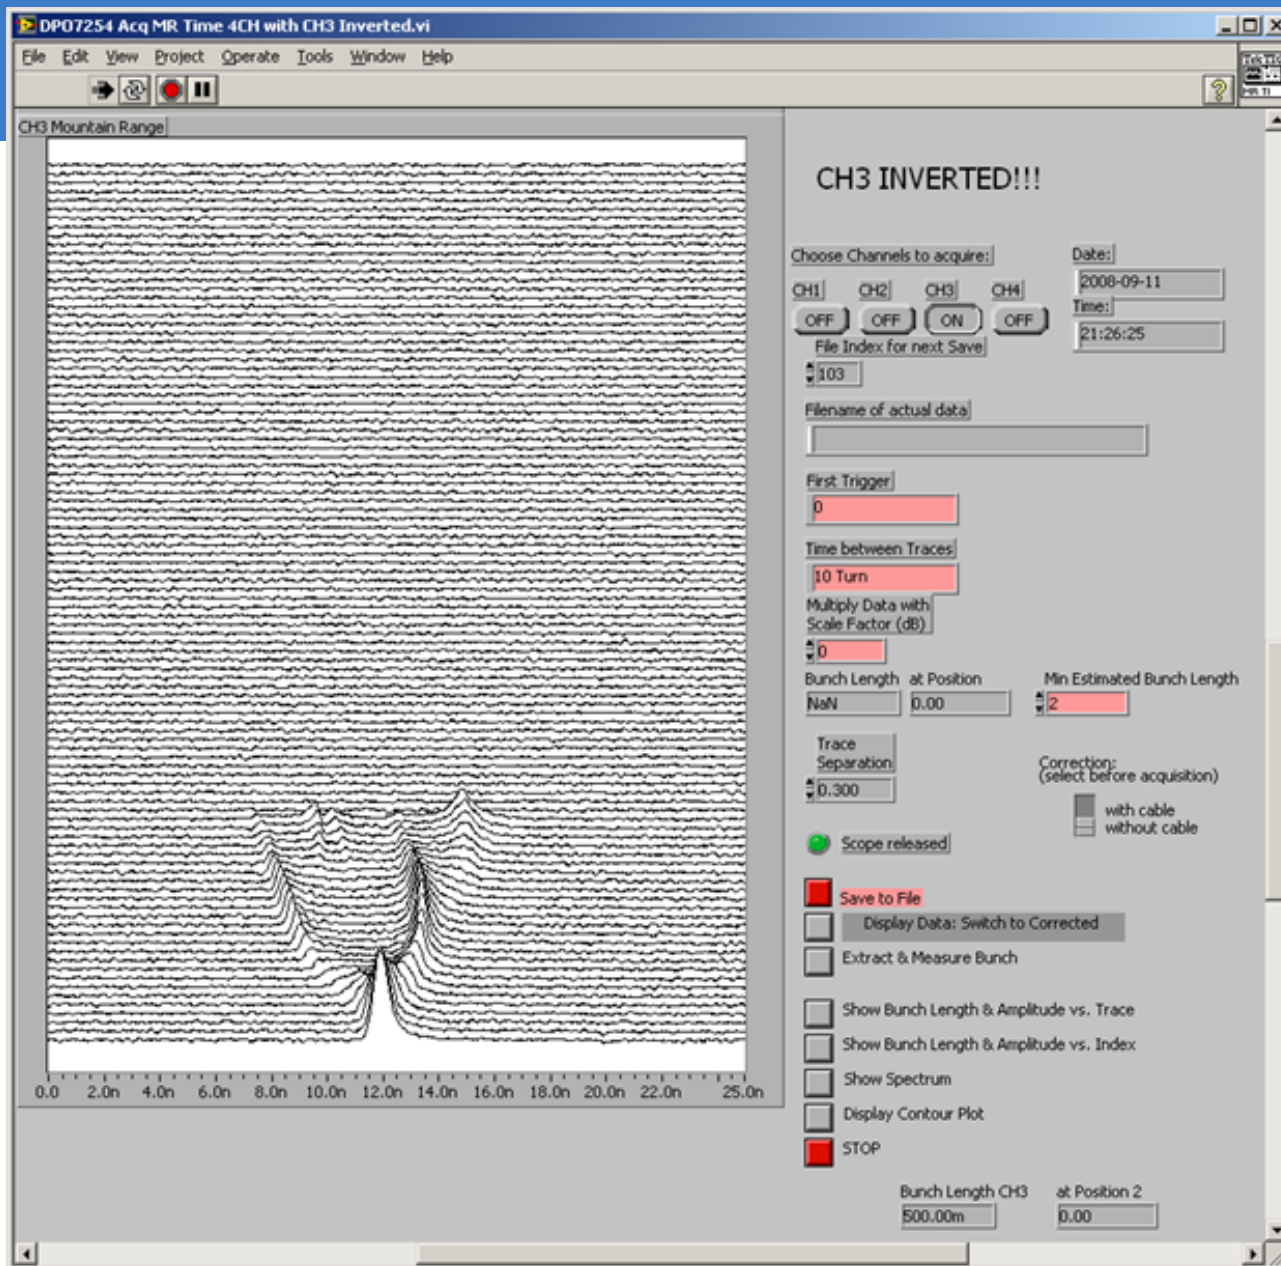 DPO7254 Acq MR Time 4CH with CH3 Inverted.vi
File Edit View Project Operate Tools Window Help
CH3 Mountain Range
CH3 INVERTED!!!
Choose Channels to acquire:
CH1 CH2 CH3 CH4
OFF OFF ON OFF
Date:
2008-09-11
Time:
21:26:25
File Index for next Save
103
Filename of actual data
First Trigger
0
Time between Traces
10 Turn
Multiply Data with
Scale Factor (dB)
0
Bunch Length at Position Min Estimated Bunch Length
NaN 0.00 2
Trace
Separation
0.300
Correction:
(select before acquisition)
with cable
without cable
Scope released
Save to File
Display Data: Switch to Corrected
Extract & Measure Bunch
Show Bunch Length & Amplitude vs. Trace
Show Bunch Length & Amplitude vs. Index
Show Spectrum
Display Contour Plot
STOP
0.0 2.0n 4.0n 6.0n 8.0n 10.0n 12.0n 14.0n 16.0n 18.0n 20.0n 22.0n 25.0n
Bunch Length CH3 at Position 2
500.00m 0.00